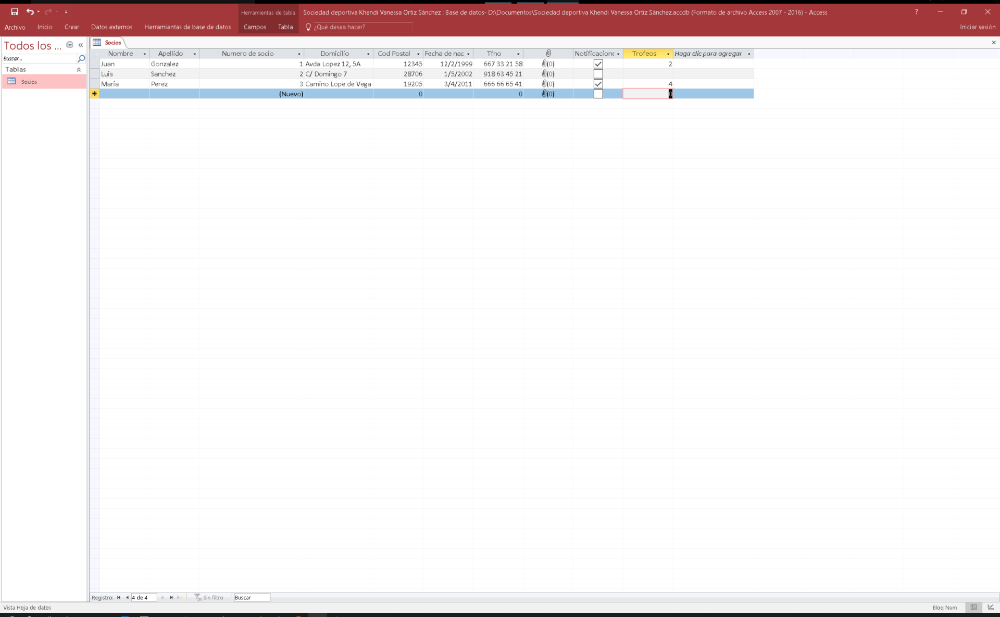 Herramientas de tabla
Sociedad deportiva Khendi Vanessa Ortiz Sánchez : Base de datos- D:\Documentos\Sociedad deportiva Khendi Vanessa Ortiz Sánchez.accdb (Formato de archivo Access 2007 - 2016) - Access
?
Archivo Inicio Crear Datos externos Herramientas de base de datos Campos Tabla ¿Qué desea hacer? Iniciar sesión
Todos los ... «
Buscar...
Tablas
Socios
Socios
Nombre Apellido Numero de socio Domicilio Cod Postal Fecha de nac Tfno Notificacione Trofeos Haga clic para agregar
Juan Gonzalez 1 Avda Lopez 12, 5A 12345 12/2/1999 667 33 21 58 (0) 2
Luis Sanchez 2 C/ Domingo 7 28706 1/5/2002 918 63 45 21 (0)
Maria Perez 3 Camino Lope de Vega 19205 3/4/2011 666 66 65 41 (0) 4
* (Nuevo) 0 0 (0) 0
Registro: 4 de 4 Sin filtro Buscar
Vista Hoja de datos Bloq Num